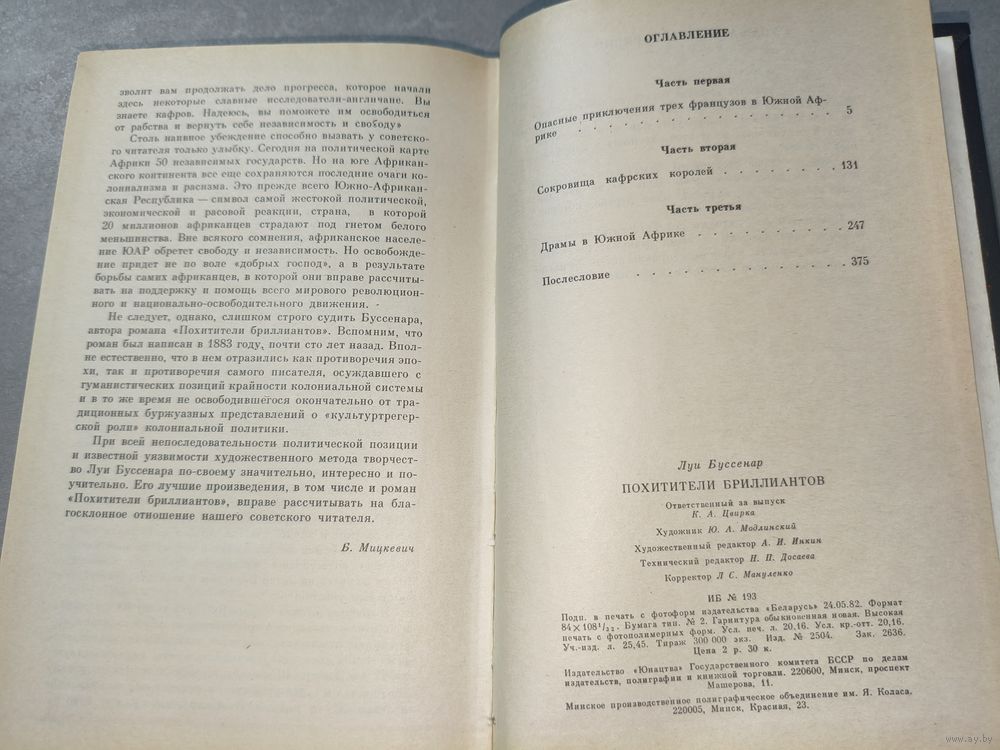 зволит вам продолжать дело прогресса, которое начали
здесь некоторые славные исследователи-англичане. Вы
знаете кафров. Надеюсь, вы поможете им освободиться
от рабства и вернуть себе независимость и свободу»
Столь наивное убеждение способно вызвать у советско-
го читателя только улыбку. Сегодня на политической карте
Африки 50 независимых государств. Но на юге Африкан-
ского континента все еще сохраняются последние очаги ко-
лониализма и расизма. Это прежде всего Южно-Африкан-
ская Республика — символ самой жестокой политической,
экономической и расовой реакции, страна, в которой
20 миллионов африканцев страдают под гнетом белого
меньшинства. Вне всякого сомнения, африканское населе-
ние ЮАР обретет свободу и независимость. Но освобожде-
ние придет не по воле «добрых господ», а в результате
борьбы самих африканцев, в которой они вправе рассчиты-
вать на поддержку и помощь всего мирового революцион-
ного и национально-освободительного движения.
Не следует, однако, слишком строго судить Буссенара,
автора романа «Похитители бриллиантов». Вспомним, что
роман был написан в 1883 году, почти сто лет назад. Впол-
не естественно, что в нем отразились как противоречия эпо-
хи, так и противоречия самого писателя, осуждавшего с
гуманистических позиций крайности колониальной системы
и в то же время не освободившегося окончательно от тра-
диционных буржуазных представлений о «культуртрегер-
ской роли» колониальной политики.
При всей непоследовательности политической позиции
и известной уязвимости художественного метода творчест-
во Луи Буссенара по-своему значительно, интересно и по-
учительно. Его лучшие произведения, в том числе и роман
«Похитители бриллиантов», вправе рассчитывать на бла-
госклонное отношение нашего советского читателя.
Б. Мицкевич
ОГЛАВЛЕНИЕ
Часть первая
Опасные приключения трех французов в Южной Аф-
рике . . . . . . . . . . . . . 5
Часть вторая
Сокровища кафрских королей . . . . . . . . 131
Часть третья
Драмы в Южной Африке . . . . . . . . . 247
Послесловие . . . . . . . . . . . . 375
Луи Буссенар
ПОХИТИТЕЛИ БРИЛЛИАНТОВ
Ответственный за выпуск
К. А. Цвирка
Художник Ю. А. Мадлинский
Художественный редактор А. И. Инкин
Технический редактор Н. П. Досаева
Корректор Л С. Мануленко
ИБ № 193
Подп. в печать с фотоформ издательства «Беларусь» 24.05.82. Формат
84×108¹/₃₂. Бумага тип. № 2. Гарнитура обыкновенная новая. Высокая
печать с фотополимерных форм. Усл. печ. л. 20,16. Усл. кр.-отт. 20,16.
Уч.-изд. л. 25,45. Тираж 300 000 экз. Изд. № 2504. Зак. 2636.
Цена 2 р. 30 к.
Издательство «Юнацтва» Государственного комитета БССР по делам
издательств, полиграфии и книжной торговли. 220600, Минск, проспект
Машерова, 11.
Минское производственное полиграфическое объединение им. Я. Коласа.
220005, Минск, Красная, 23.
www.ay.by